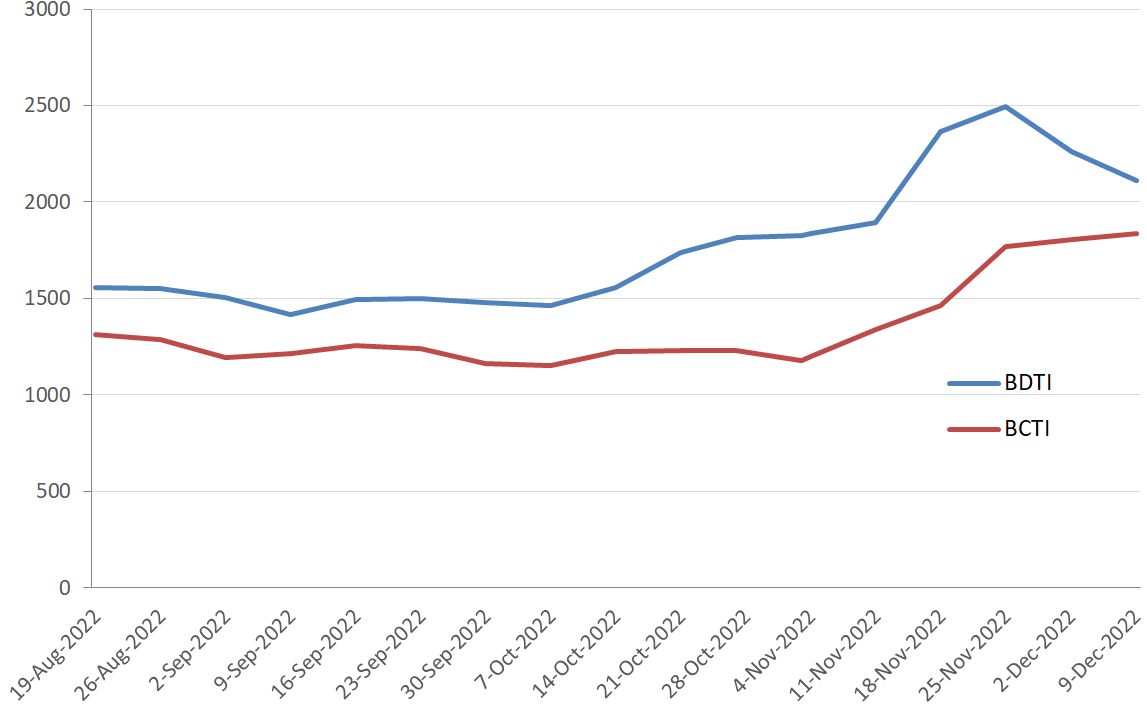 3000
2500
2000
1500
1000
500
0
BDTI
BCTI
19-Aug-2022
26-Aug-2022
2-Sep-2022
9-Sep-2022
16-Sep-2022
23-Sep-2022
30-Sep-2022
7-Oct-2022
14-Oct-2022
21-Oct-2022
28-Oct-2022
4-Nov-2022
11-Nov-2022
18-Nov-2022
25-Nov-2022
2-Dec-2022
9-Dec-2022